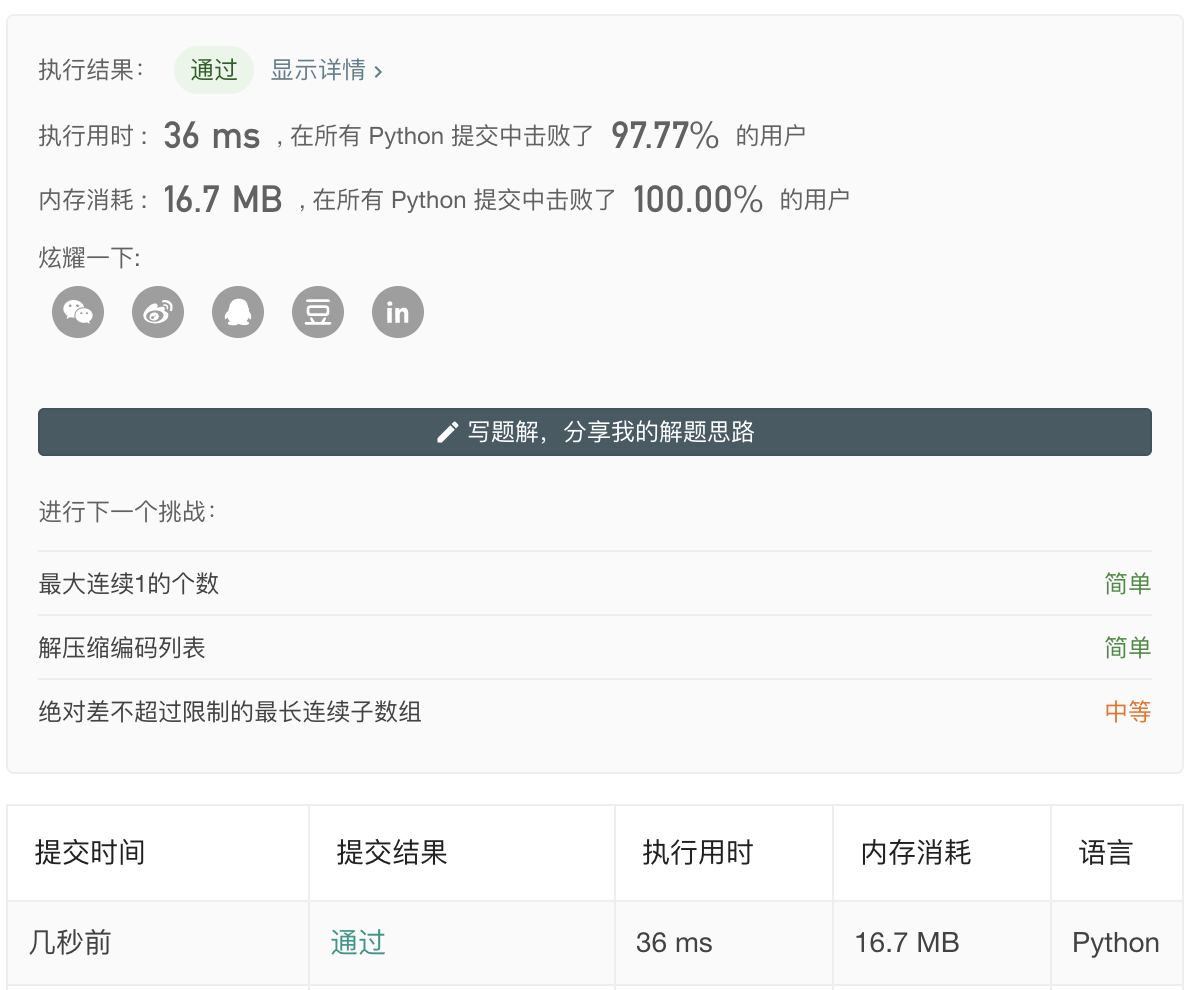 执行结果： 通过 显示详情 ›
执行用时 : 36 ms , 在所有 Python 提交中击败了 97.77% 的用户
内存消耗 : 16.7 MB , 在所有 Python 提交中击败了 100.00% 的用户
炫耀一下:
豆 in
写题解，分享我的解题思路
进行下一个挑战：
最大连续1的个数 简单
解压缩编码列表 简单
绝对差不超过限制的最长连续子数组 中等
提交时间 提交结果 执行用时 内存消耗 语言
几秒前 通过 36 ms 16.7 MB Python